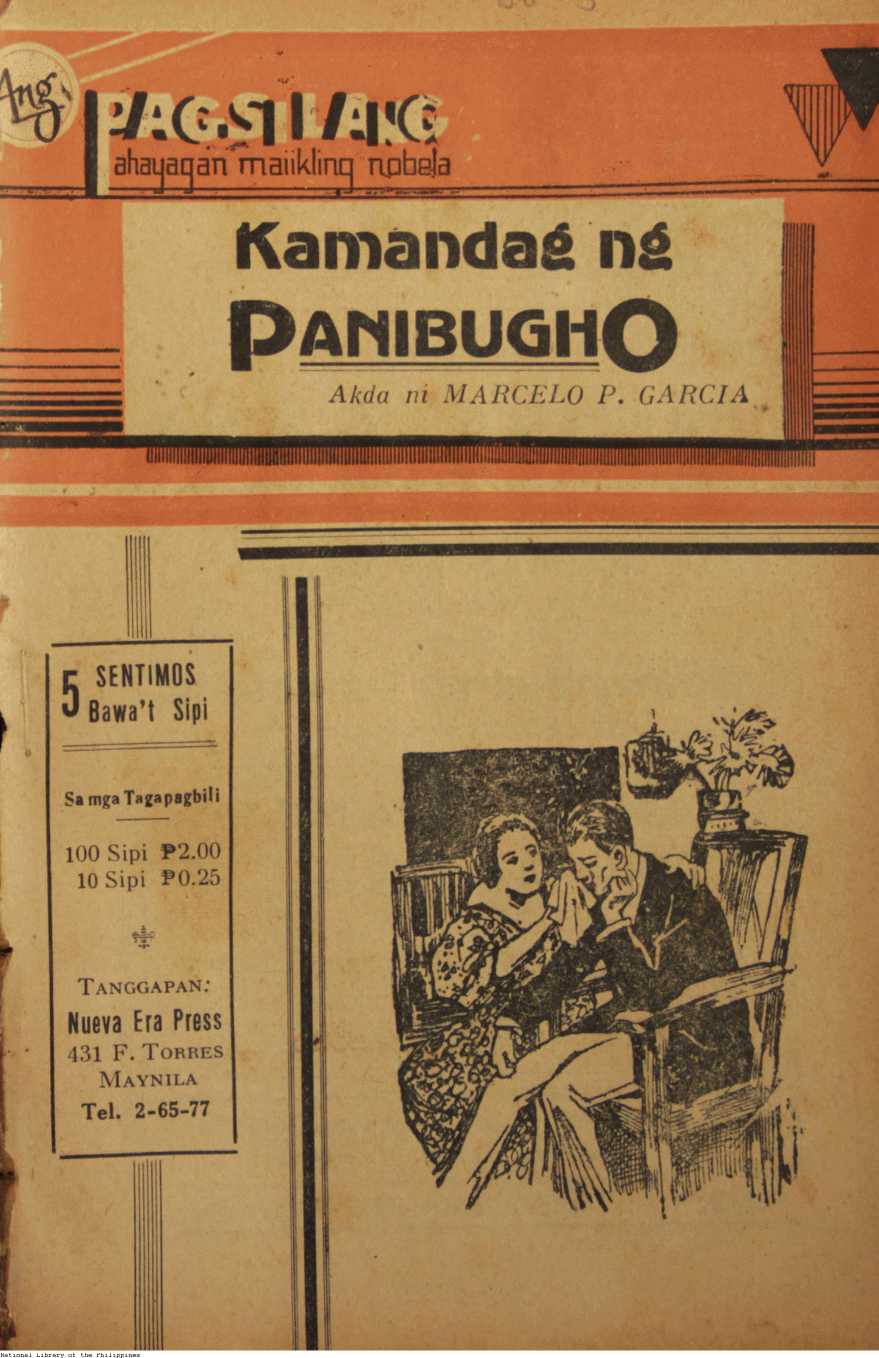 Ang
PAGSILANG
Pahayagan maiikling nobela
Kamandag ng
PANIBUGHO
Akda ni MARCELO P. GARCIA
5 SENTIMOS
Bawa't Sipi
Sa mga Tagapagbili
100 Sipi ₱2.00
10 Sipi ₱0.25
TANGGAPAN:
Nueva Era Press
431 F. TORRES
MAYNILA
Tel. 2-65-77
National Library of the Philippines